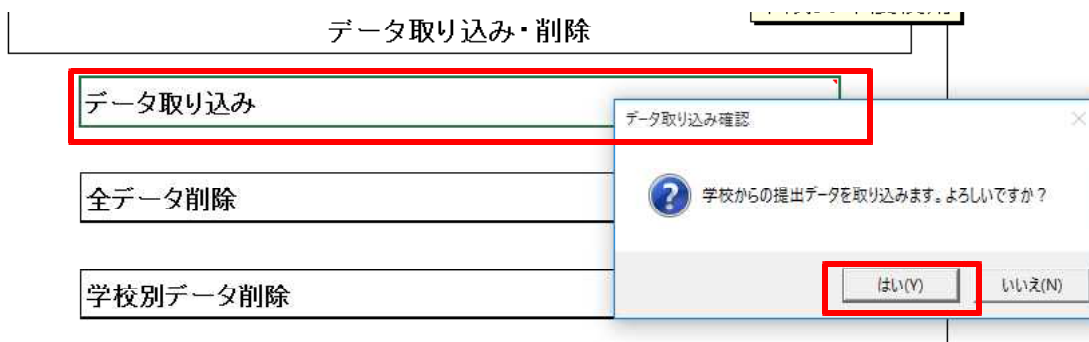 データ取り込み・削除
データ取り込み
データ取り込み確認
学校からの提出データを取り込みます。よろしいですか？
全データ削除
はい(Y)
いいえ(N)
学校別データ削除